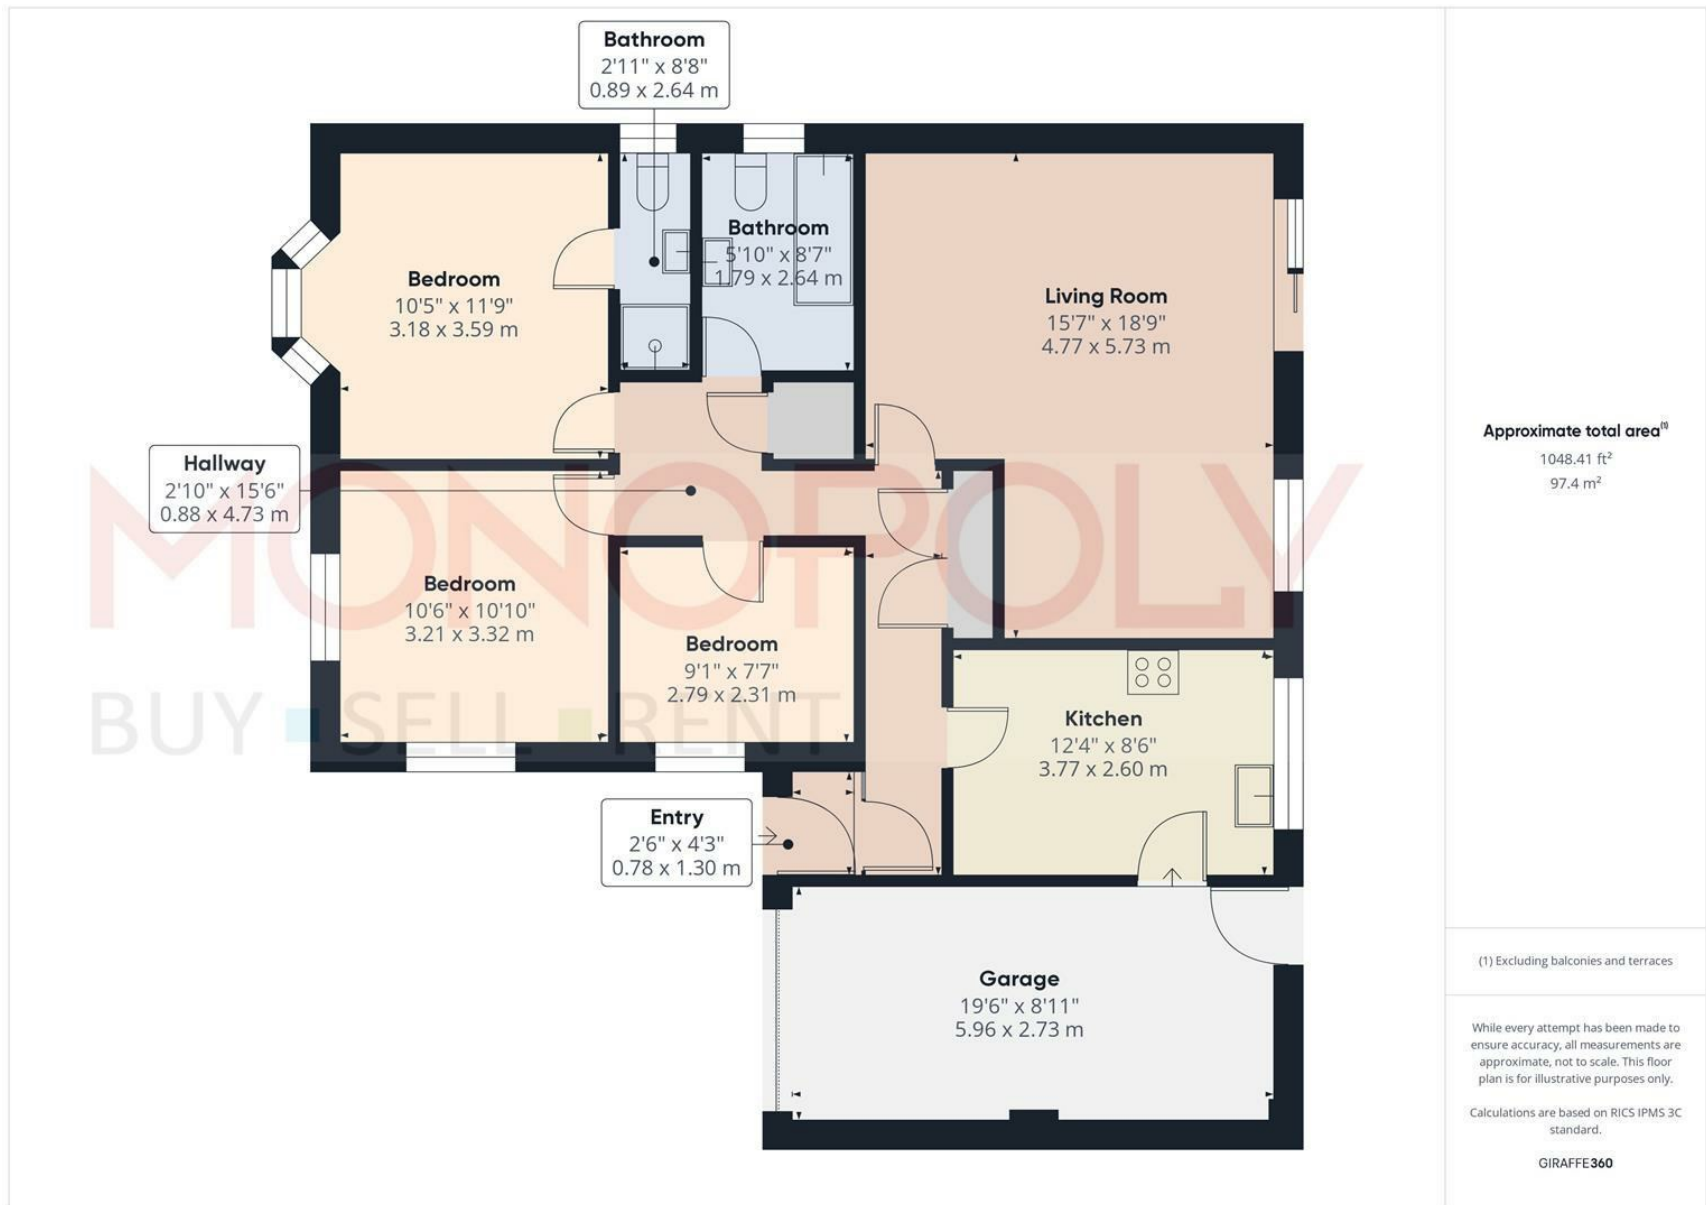 Bathroom
2'11" x 8'8"
0.89 x 2.64 m
Bathroom
5'10" x 8'7"
1.79 x 2.64 m
Bedroom
10'5" x 11'9"
3.18 x 3.59 m
Living Room
15'7" x 18'9"
4.77 x 5.73 m
Hallway
2'10" x 15'6"
0.88 x 4.73 m
MONOPOLY
BUY SELL RENT
Bedroom
10'6" x 10'10"
3.21 x 3.32 m
Bedroom
9'1" x 7'7"
2.79 x 2.31 m
Kitchen
12'4" x 8'6"
3.77 x 2.60 m
Entry
2'6" x 4'3"
0.78 x 1.30 m
Garage
19'6" x 8'11"
5.96 x 2.73 m
Approximate total area(1)
1048.41 ft²
97.4 m²
(1) Excluding balconies and terraces
While every attempt has been made to
ensure accuracy, all measurements are
approximate, not to scale. This floor
plan is for illustrative purposes only.
Calculations are based on RICS IPMS 3C
standard.
GIRAFFE360